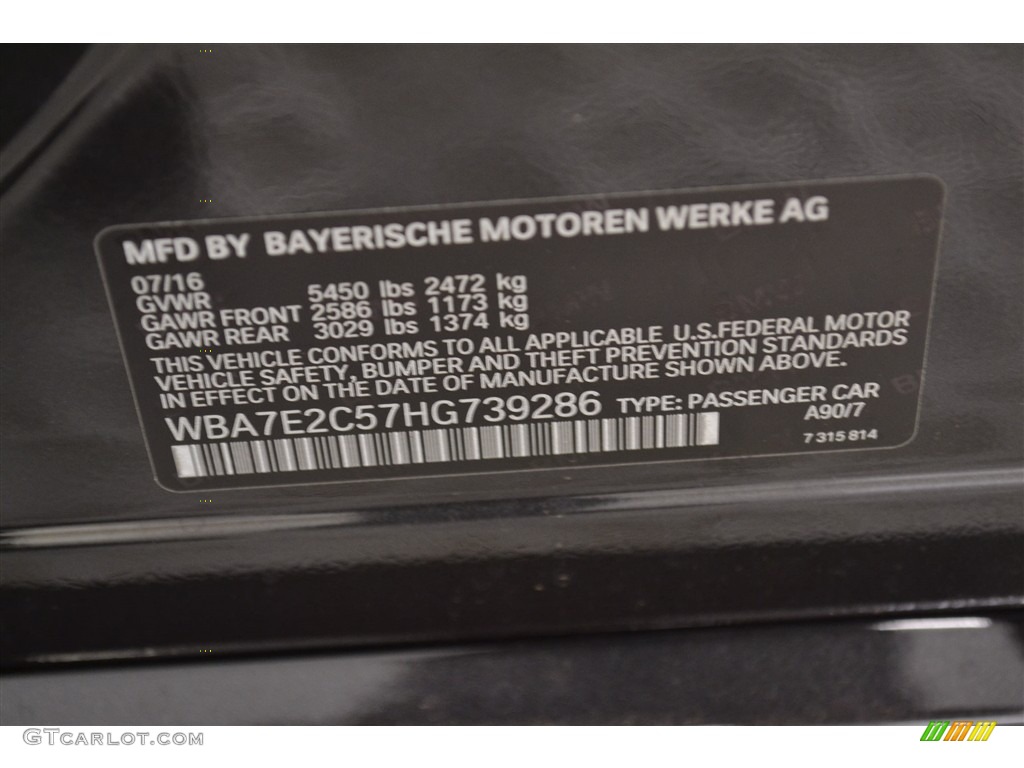 MFD BY BAYERISCHE MOTOREN WERKE AG
07/16
GVWR 5450 lbs 2472 kg
GAWR FRONT 2586 lbs 1173 kg
GAWR REAR 3029 lbs 1374 kg
THIS VEHICLE CONFORMS TO ALL APPLICABLE U.S.FEDERAL MOTOR
VEHICLE SAFETY, BUMPER AND THEFT PREVENTION STANDARDS
IN EFFECT ON THE DATE OF MANUFACTURE SHOWN ABOVE.
WBA7E2C57HG739286 TYPE: PASSENGER CAR
A90/7
7 315 814
GTCARLOT.COM